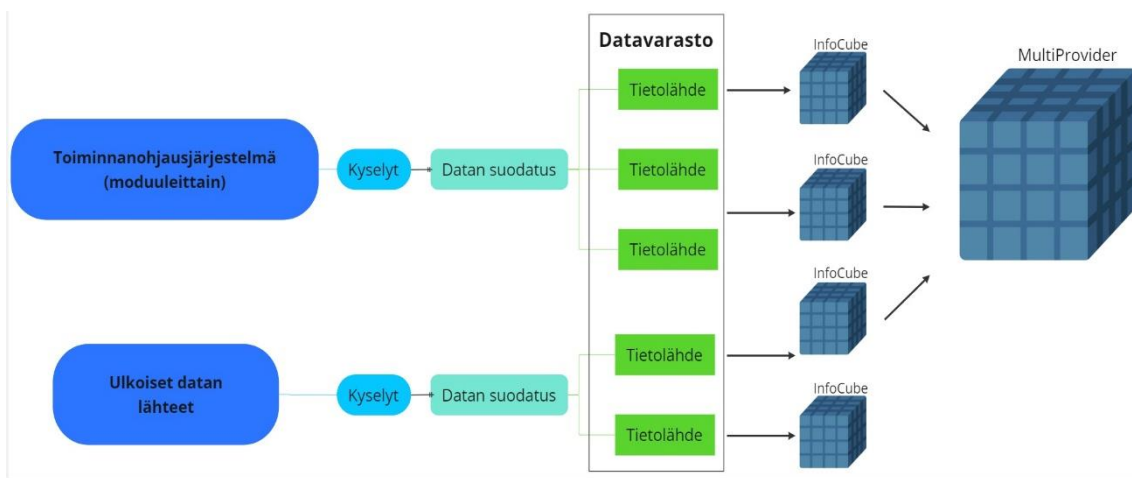 Datavarasto
InfoCube
MultiProvider
Tietolähde
Toiminnanohjausjärjestelmä
(moduuleittain)
Kyselyt
Datan suodatus
Tietolähde
InfoCube
Tietolähde
InfoCube
Ulkoiset datan
lähteet
Kyselyt
Datan suodatus
Tietolähde
InfoCube
Tietolähde